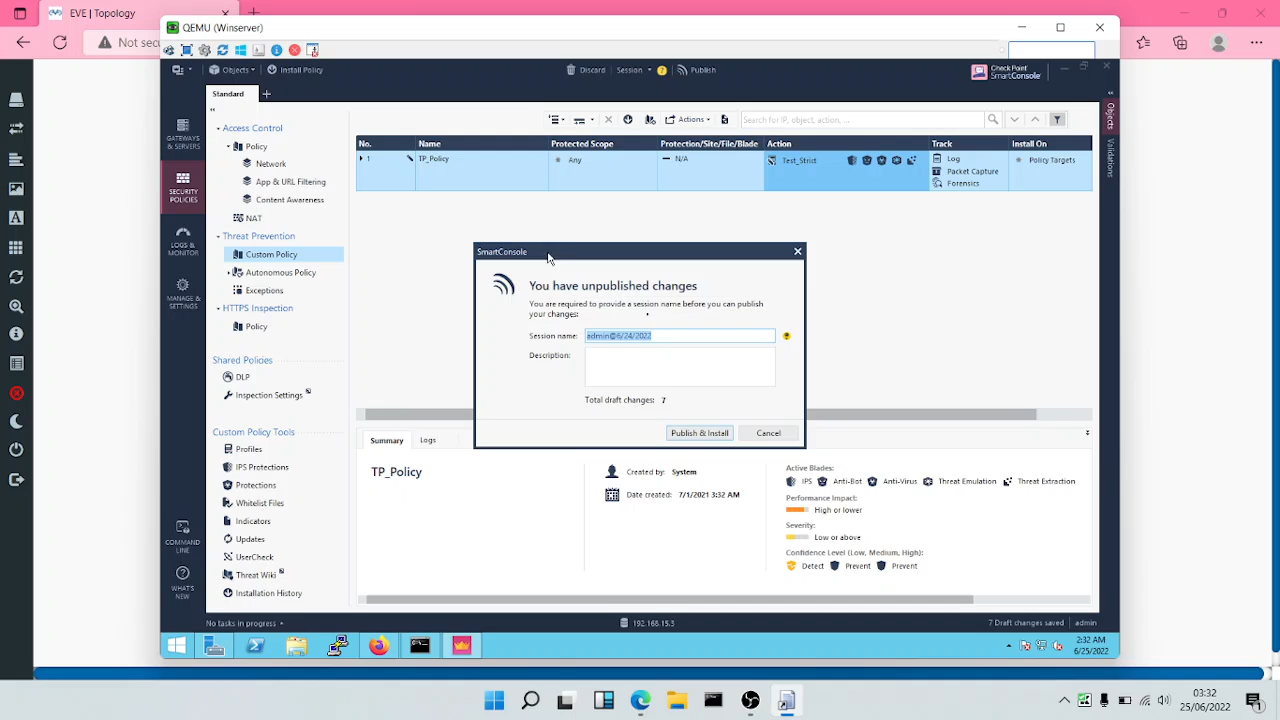 EVE | Topology
QEMU (Winserver)
Not sec
Objects
Install Policy
Discard
Session
Publish
Check Point
SmartConsole
Standard
GATEWAYS
& SERVERS
SECURITY
POLICIES
LOGS &
MONITOR
MANAGE &
SETTINGS
COMMAND
LINE
WHAT'S
NEW
Access Control
Policy
Network
App & URL Filtering
Content Awareness
NAT
Threat Prevention
Custom Policy
Autonomous Policy
Exceptions
HTTPS Inspection
Policy
Shared Policies
DLP
Inspection Settings
Custom Policy Tools
Profiles
IPS Protections
Protections
Whitelist Files
Indicators
Updates
UserCheck
Threat Wiki
Installation History
Actions
Search for IP, object, action, ...
No. Name Protected Scope Protection/Site/File/Blade Action Track Install On
1 TP_Policy Any N/A Test_Strict Log Policy Targets
Packet Capture
Forensics
Objects
Validations
SmartConsole
You have unpublished changes
You are required to provide a session name before you can publish
your changes:
Session name: admin@6/24/2022
Description:
Total draft changes: 7
Publish & Install
Cancel
Summary
Logs
TP_Policy
Created by: System
Date created: 7/1/2021 3:32 AM
Active Blades:
IPS Anti-Bot Anti-Virus Threat Emulation Threat Extraction
Performance Impact:
High or lower
Severity:
Low or above
Confidence Level (Low, Medium, High):
Detect Prevent Prevent
No tasks in progress
192.168.15.3
7 Draft changes saved
admin
2:32 AM
6/25/2022
03:32
25/06/2022